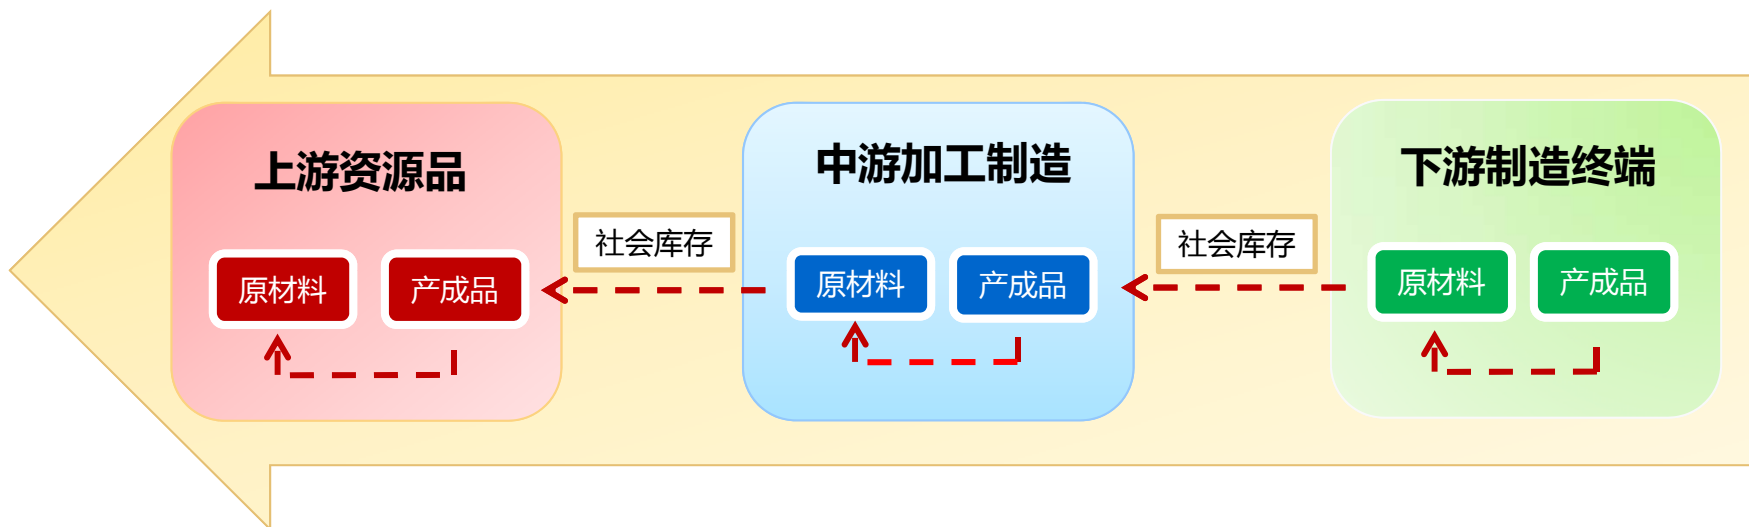 上游资源品
原材料
产成品
社会库存
中游加工制造
原材料
产成品
社会库存
下游制造终端
原材料
产成品